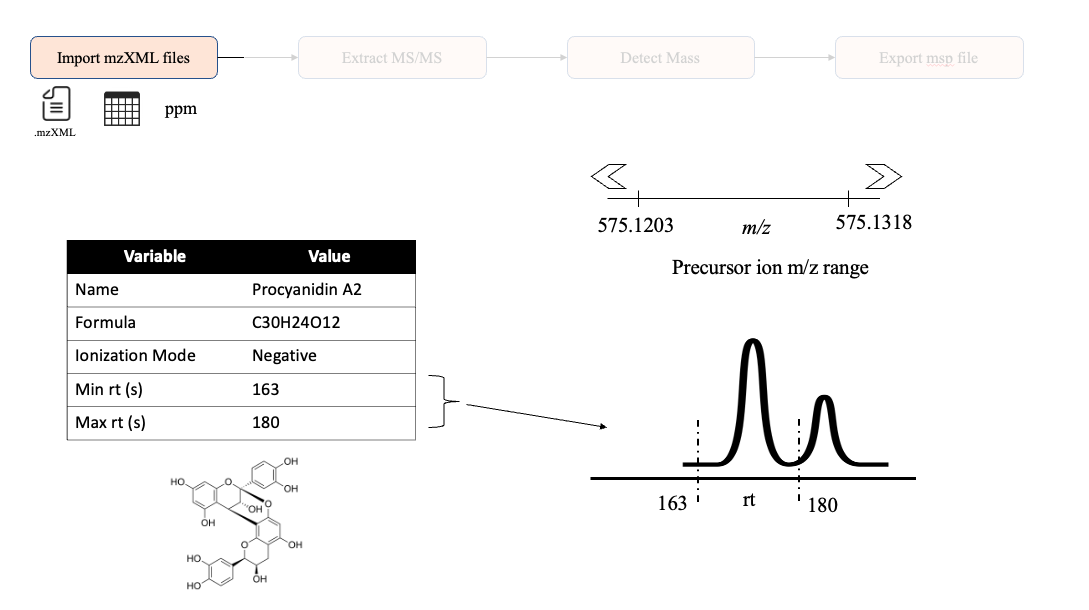 Import mzXML files
Extract MS/MS
Detect Mass
Export msp file
.mzXML
ppm
575.1203
m/z
575.1318
Precursor ion m/z range
Variable Value
Name Procyanidin A2
Formula C30H24O12
Ionization Mode Negative
Min rt (s) 163
Max rt (s) 180
163
rt
180
OH
HO
O
OH
OH
O
OH
O
OH
HO
OH
HO